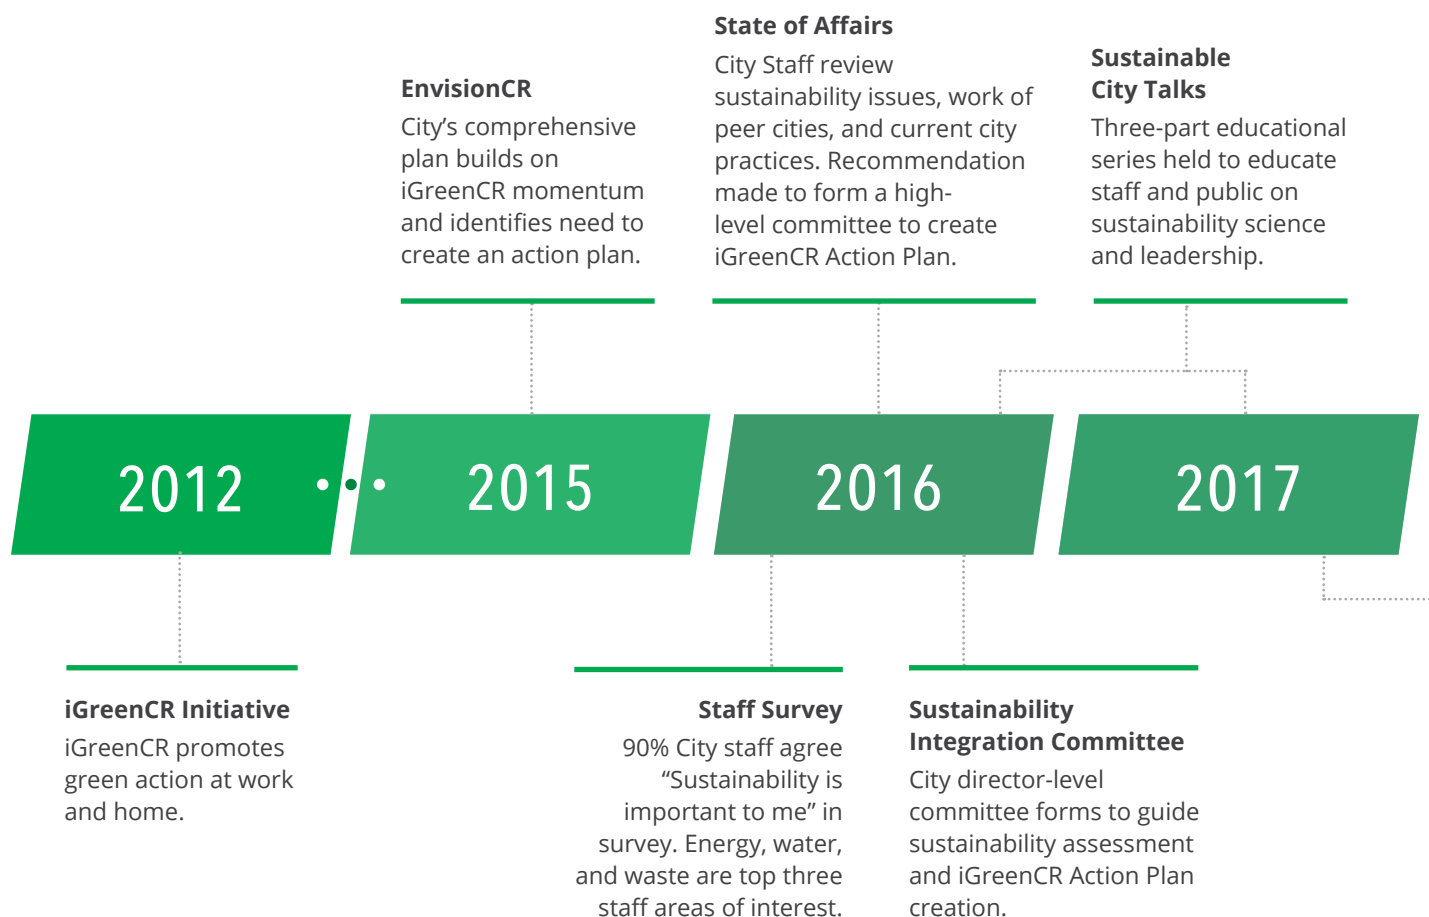 EnvisionCR
City's comprehensive
plan builds on
iGreenCR momentum
and identifies need to
create an action plan.
State of Affairs
City Staff review
sustainability issues, work of
peer cities, and current city
practices. Recommendation
made to form a high-
level committee to create
iGreenCR Action Plan.
Sustainable
City Talks
Three-part educational
series held to educate
staff and public on
sustainability science
and leadership.
2012
2015
2016
2017
iGreenCR Initiative
iGreenCR promotes
green action at work
and home.
Staff Survey
90% City staff agree
“Sustainability is
important to me” in
survey. Energy, water,
and waste are top three
staff areas of interest.
Sustainability
Integration Committee
City director-level
committee forms to guide
sustainability assessment
and iGreenCR Action Plan
creation.